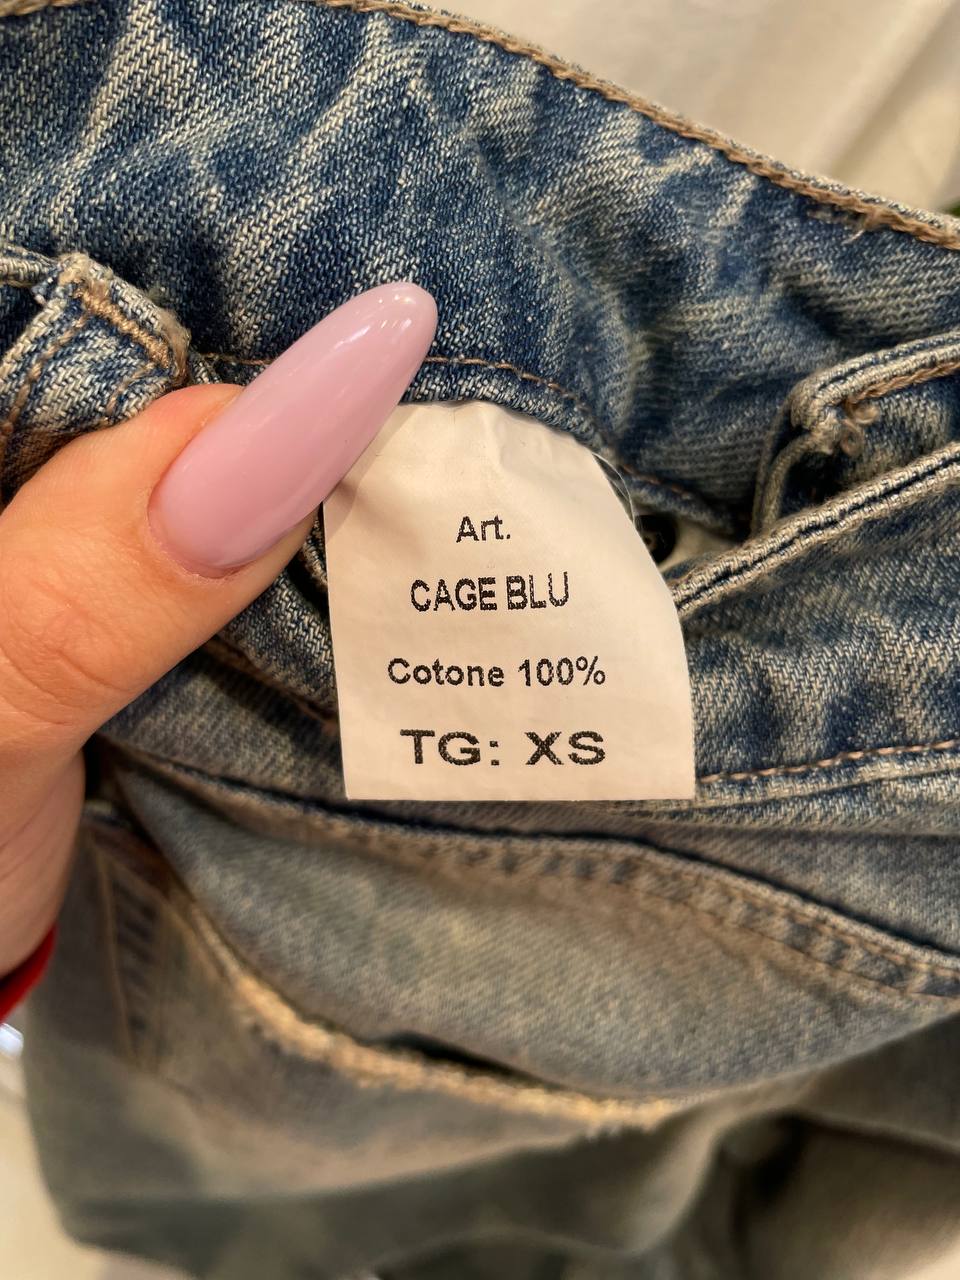 Art.
CAGE BLU
Cotone 100%
TG: XS